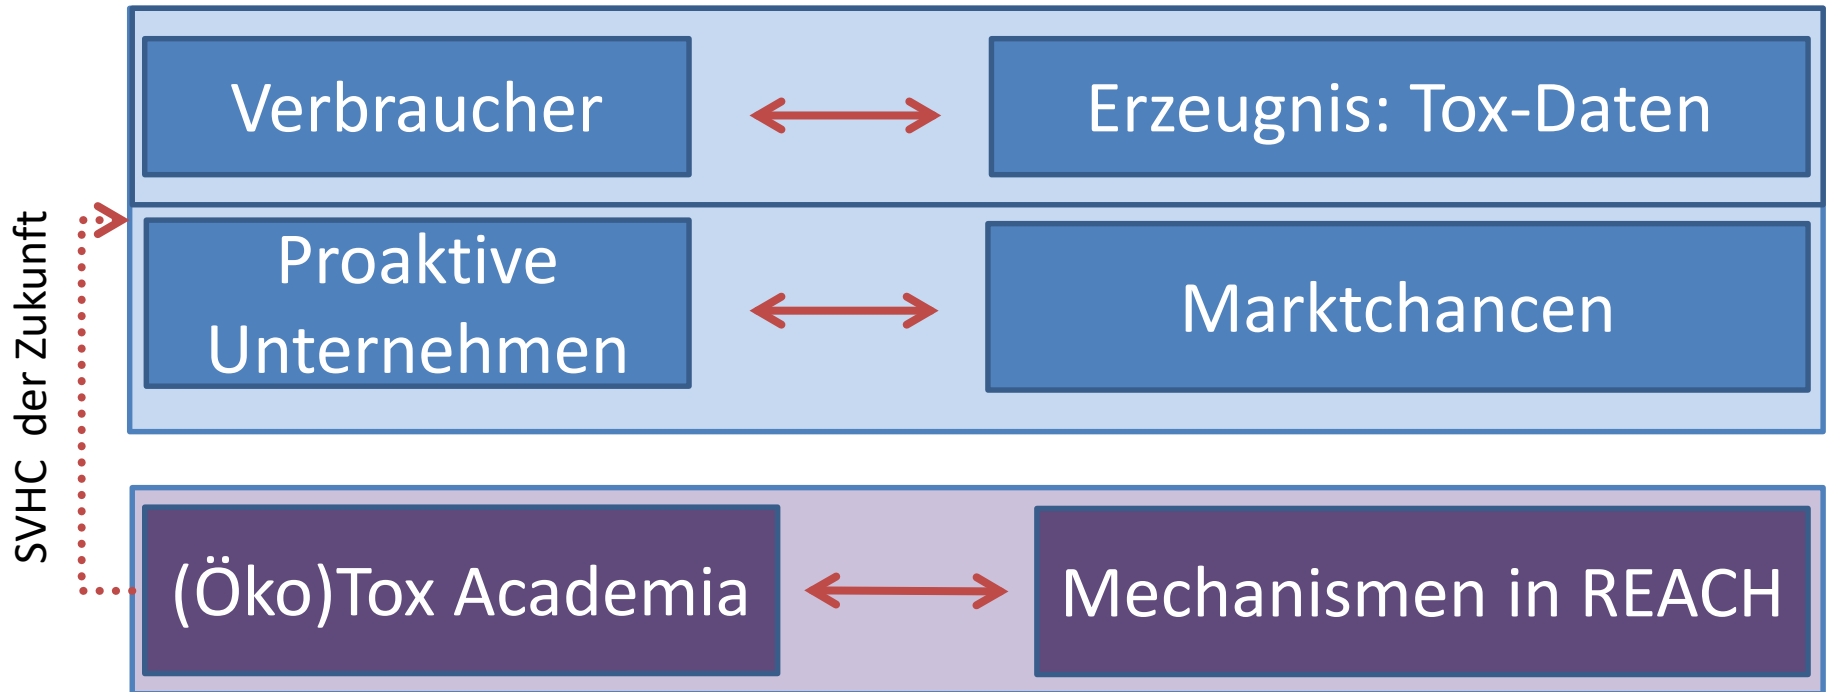 Verbraucher
Erzeugnis: Tox-Daten
Proaktive
Unternehmen
Marktchancen
SVHC der Zukunft
(Öko)Tox Academia
Mechanismen in REACH